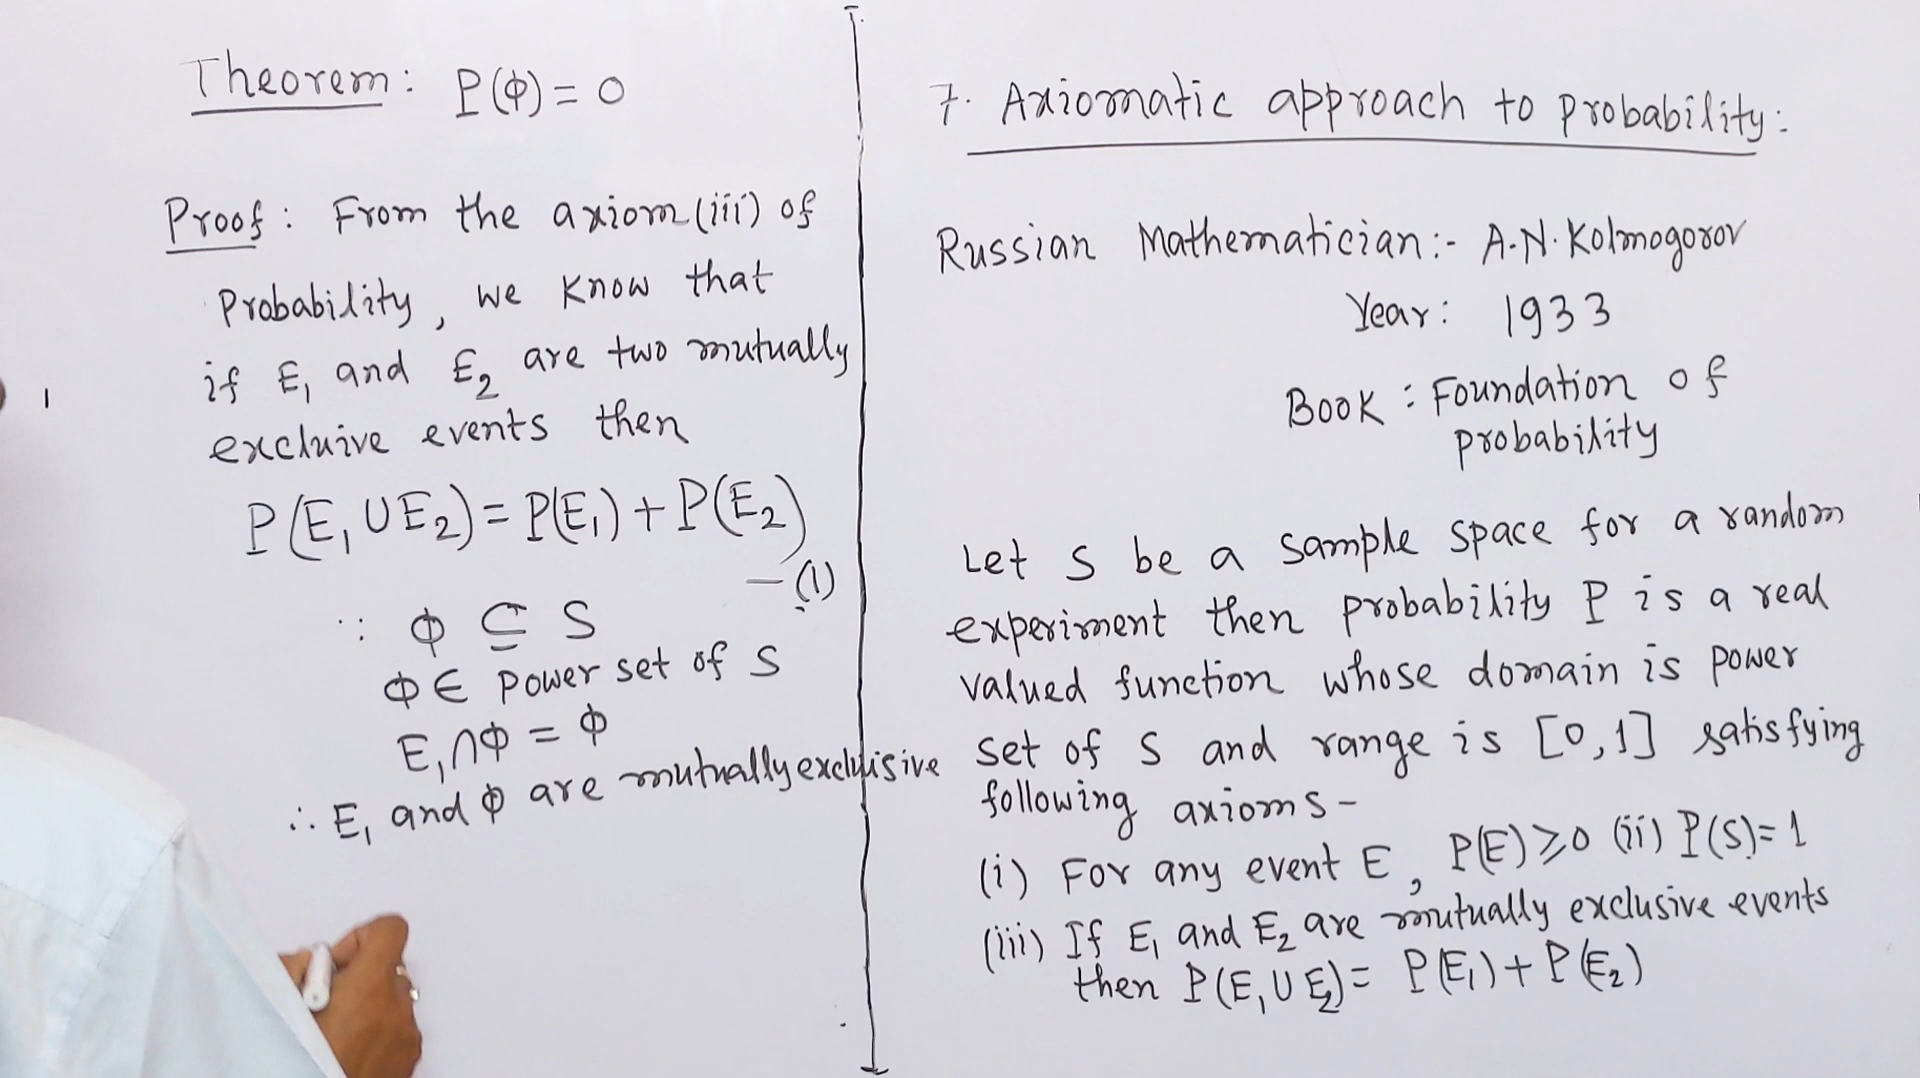 Theorem: P(Φ) = 0
Proof: From the axiom (iii) of
Probability, we know that
if E₁ and E₂ are two mutually
excluive events then
P(E₁ ∪ E₂) = P(E₁) + P(E₂)
—(1)
∵ Φ ⊆ S
Φ ∈ power set of S
E₁ ∩ Φ = Φ
∴ E₁ and Φ are mutually exclusive
7. Axiomatic approach to probability:
Russian Mathematician:- A.N. Kolmogorov
Year: 1933
Book: Foundation of
probability
Let S be a sample space for a random
experiment then probability P is a real
valued function whose domain is power
set of S and range is [0,1] satisfying
following axioms-
(i) For any event E, P(E) ⩾ 0 (ii) P(S) = 1
(iii) If E₁ and E₂ are mutually exclusive events
then P(E₁ ∪ E₂) = P(E₁) + P(E₂)